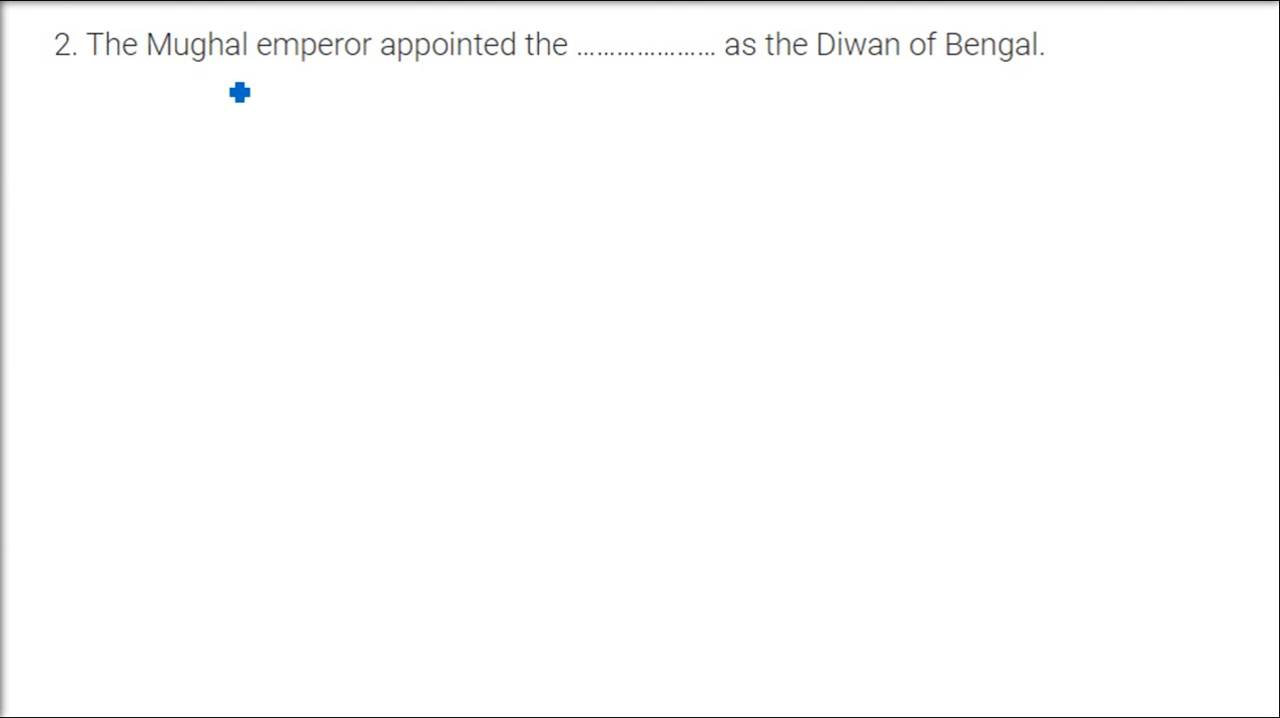 2. The Mughal emperor appointed the .................... as the Diwan of Bengal.